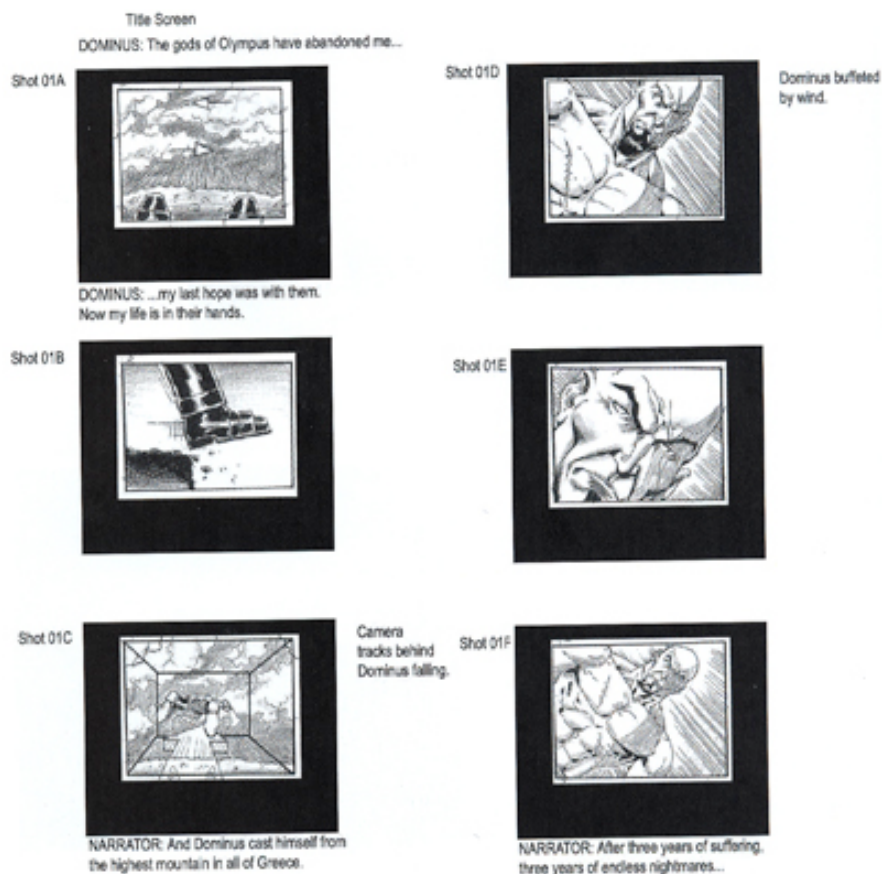 Title Screen
DOMINUS: The gods of Olympus have abandoned me...
Shot 01A
DOMINUS: ...my last hope was with them.
Now my life is in their hands.
Shot 01B
Shot 01C
Camera
tracks behind
Dominus falling.
NARRATOR: And Dominus cast himself from
the highest mountain in all of Greece.
Shot 01D
Dominus buffeted
by wind.
Shot 01E
Shot 01F
NARRATOR: After three years of suffering,
three years of endless nightmares...